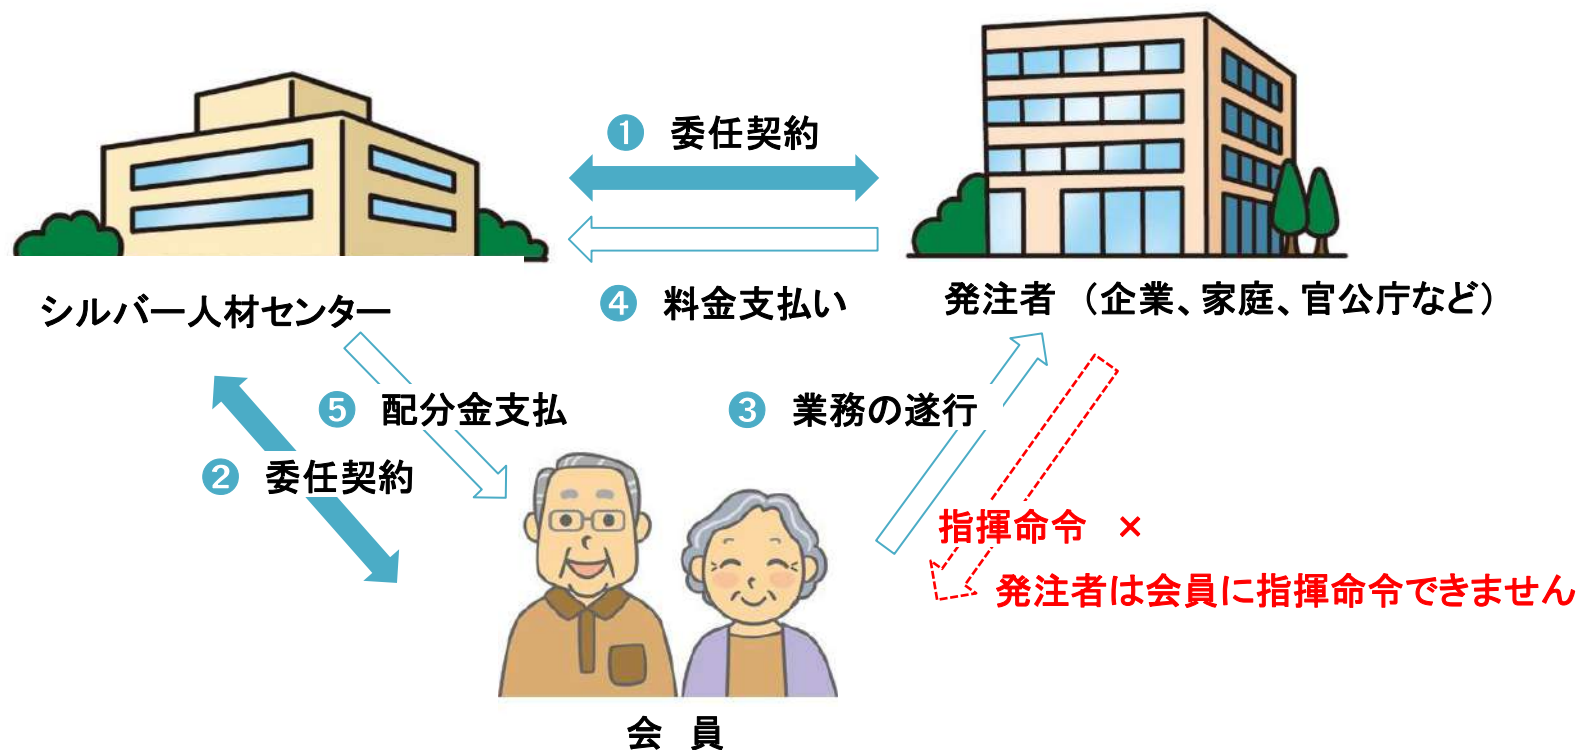 ❶ 委任契約
シルバー人材センター
❹ 料金支払い
発注者 （企業、家庭、官公庁など）
❺ 配分金支払
❸ 業務の遂行
❷ 委任契約
指揮命令 ×
発注者は会員に指揮命令できません
会 員